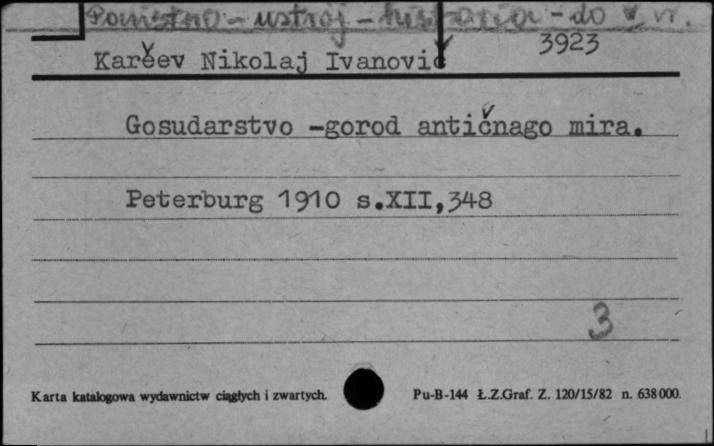 Państwo - ustrój - historia - do V w.
3923
Karěev Nikolaj Ivanovič
Gosudarstvo -gorod antičnago mira.
Peterburg 1910 s.XII,348
3
Karta katalogowa wydawnictw ciągłych i zwartych. Pu-B-144 Ł.Z.Graf. Z. 120/15/82 n. 638000.